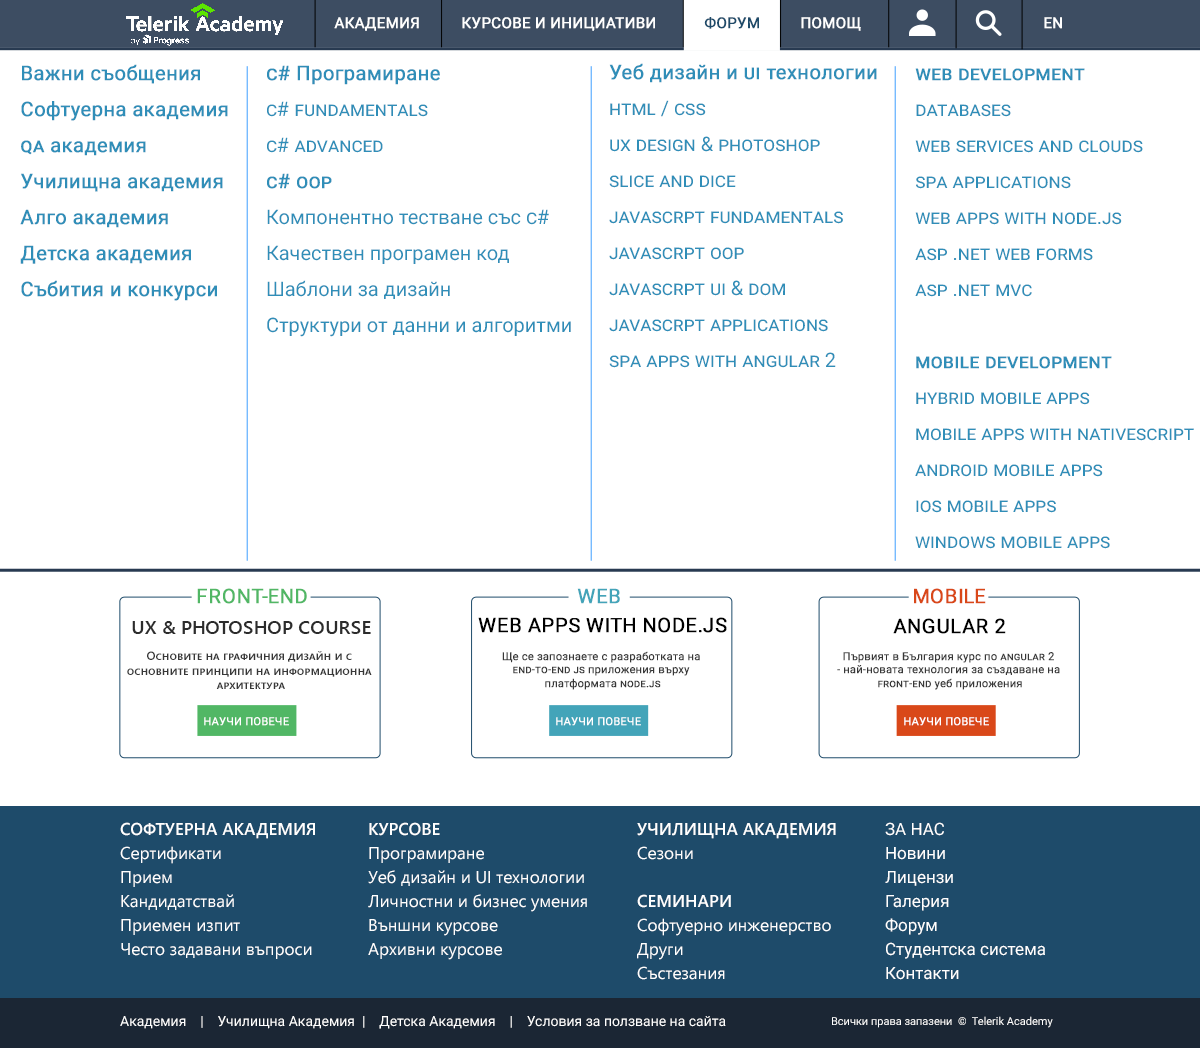 Telerik Academy
by Progress
АКАДЕМИЯ
КУРСОВЕ И ИНИЦИАТИВИ
ФОРУМ
ПОМОЩ
EN
Важни съобщения
Софтуерна академия
QA академия
Училищна академия
Алго академия
Детска академия
Събития и конкурси
C# Програмиране
C# FUNDAMENTALS
C# ADVANCED
C# OOP
Компонентно тестване със C#
Качествен програмен код
Шаблони за дизайн
Структури от данни и алгоритми
Уеб дизайн и UI технологии
HTML / CSS
UX DESIGN & PHOTOSHOP
SLICE AND DICE
JAVASCRPT FUNDAMENTALS
JAVASCRPT OOP
JAVASCRPT UI & DOM
JAVASCRPT APPLICATIONS
SPA APPS WITH ANGULAR 2
WEB DEVELOPMENT
DATABASES
WEB SERVICES AND CLOUDS
SPA APPLICATIONS
WEB APPS WITH NODE.JS
ASP .NET WEB FORMS
ASP .NET MVC
MOBILE DEVELOPMENT
HYBRID MOBILE APPS
MOBILE APPS WITH NATIVESCRIPT
ANDROID MOBILE APPS
IOS MOBILE APPS
WINDOWS MOBILE APPS
FRONT-END
UX & PHOTOSHOP COURSE
ОСНОВИТЕ НА ГРАФИЧНИЯ ДИЗАЙН И С
ОСНОВНИТЕ ПРИНЦИПИ НА ИНФОРМАЦИОННА
АРХИТЕКТУРА
НАУЧИ ПОВЕЧЕ
WEB
WEB APPS WITH NODE.JS
Ще се запознаете с разработката на
END-TO-END JS приложения върху
платформата NODE.JS
НАУЧИ ПОВЕЧЕ
MOBILE
ANGULAR 2
Първият в България курс по ANGULAR 2
- най-новата технология за създаване на
FRONT-END уеб приложения
НАУЧИ ПОВЕЧЕ
СОФТУЕРНА АКАДЕМИЯ
Сертификати
Прием
Кандидатствай
Приемен изпит
Често задавани въпроси
КУРСОВЕ
Програмиране
Уеб дизайн и UI технологии
Личностни и бизнес умения
Външни курсове
Архивни курсове
УЧИЛИЩНА АКАДЕМИЯ
Сезони
СЕМИНАРИ
Софтуерно инженерство
Други
Състезания
ЗА НАС
Новини
Лицензи
Галерия
Форум
Студентска система
Контакти
Академия | Училищна Академия | Детска Академия | Условия за ползване на сайта
Всички права запазени © Telerik Academy